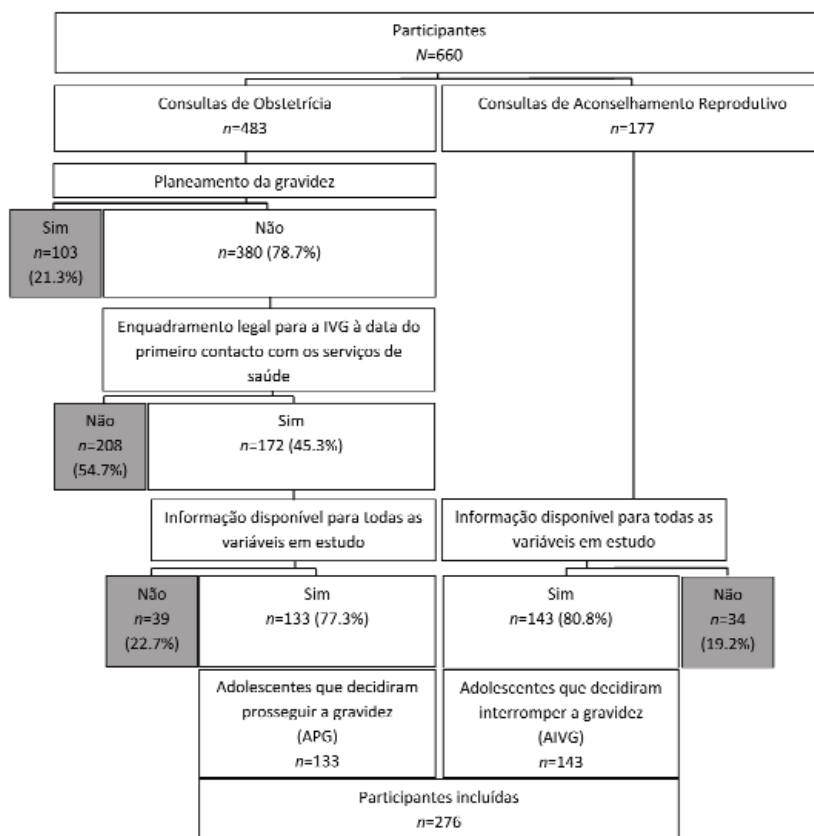 Participantes
N=660
Consultas de Obstetrícia
n=483
Consultas de Aconselhamento Reprodutivo
n=177
Planeamento da gravidez
Sim
n=103
(21.3%)
Não
n=380 (78.7%)
Enquadramento legal para a IVG à data do
primeiro contacto com os serviços de
saúde
Não
n=208
(54.7%)
Sim
n=172 (45.3%)
Informação disponível para todas as
variáveis em estudo
Informação disponível para todas as
variáveis em estudo
Não
n=39
(22.7%)
Sim
n=133 (77.3%)
Sim
n=143 (80.8%)
Não
n=34
(19.2%)
Adolescentes que decidiram
prosseguir a gravidez
(APG)
n=133
Adolescentes que decidiram
interromper a gravidez
(AIVG)
n=143
Participantes incluídas
n=276